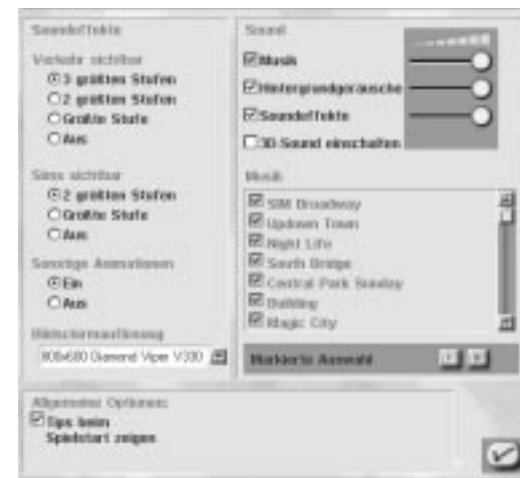 Soundeffekte
Verkehr sichtbar
3 größten Stufen
2 größten Stufen
Größte Stufe
Aus
Sims sichtbar
2 größten Stufen
Größte Stufe
Aus
Sonstige Animationen
Ein
Aus
Bildschirmauflösung
800x600 Diamond Viper V330
Sound
Musik
Hintergrundgeräusche
Soundeffekte
3D-Sound einschalten
Musik
SIM Broadway
Updown Town
Night Life
South Bridge
Central Park Sunday
Building
Magic City
Markierte Auswahl
Allgemeine Optionen:
Tips beim
Spielstart zeigen